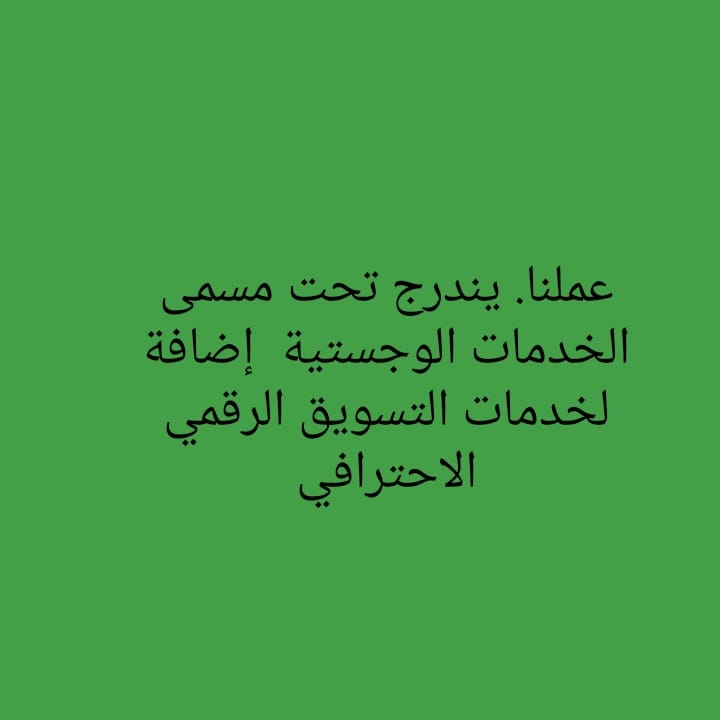 عملنا. يندرج تحت مسمى
الخدمات الوجستية  إضافة
لخدمات التسويق الرقمي
الاحترافي